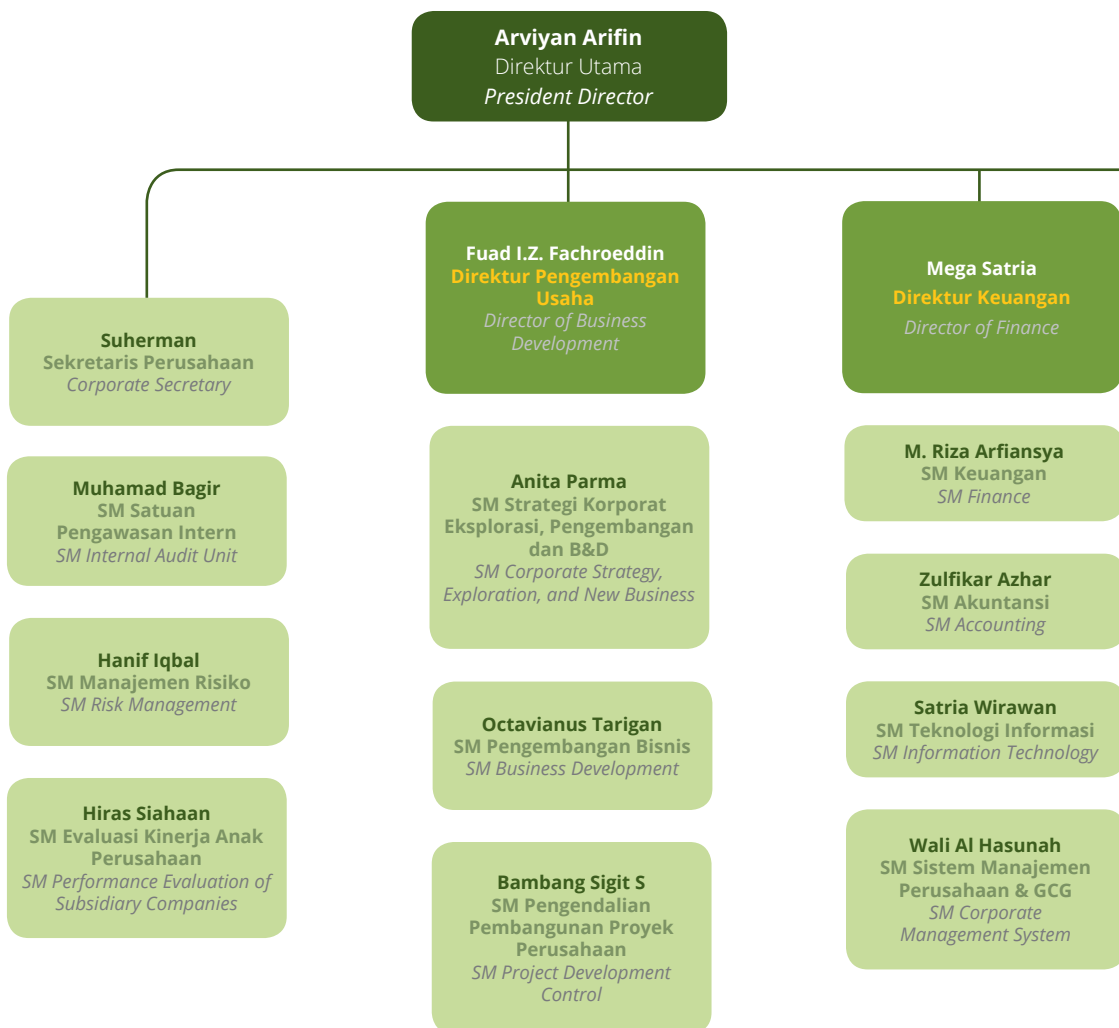 Arviyan Arifin
Direktur Utama
President Director
Suherman
Sekretaris Perusahaan
Corporate Secretary
Muhamad Bagir
SM Satuan
Pengawasan Intern
SM Internal Audit Unit
Hanif Iqbal
SM Manajemen Risiko
SM Risk Management
Hiras Siahaan
SM Evaluasi Kinerja Anak
Perusahaan
SM Performance Evaluation of
Subsidiary Companies
Fuad I.Z. Fachroeddin
Direktur Pengembangan
Usaha
Director of Business
Development
Anita Parma
SM Strategi Korporat
Eksplorasi, Pengembangan
dan B&D
SM Corporate Strategy,
Exploration, and New Business
Octavianus Tarigan
SM Pengembangan Bisnis
SM Business Development
Bambang Sigit S
SM Pengendalian
Pembangunan Proyek
Perusahaan
SM Project Development
Control
Mega Satria
Direktur Keuangan
Director of Finance
M. Riza Arfiansya
SM Keuangan
SM Finance
Zulfikar Azhar
SM Akuntansi
SM Accounting
Satria Wirawan
SM Teknologi Informasi
SM Information Technology
Wali Al Hasunah
SM Sistem Manajemen
Perusahaan & GCG
SM Corporate
Management System